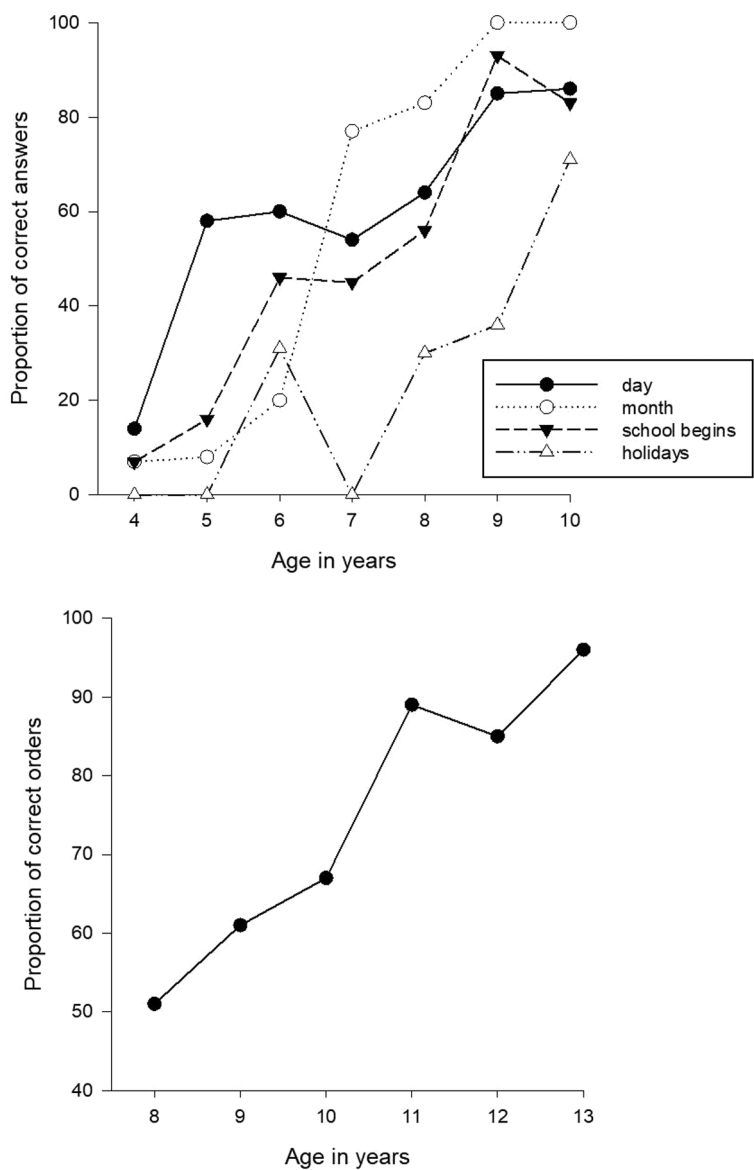 100
80
60
40
20
0
Proportion of correct answers
4 5 6 7 8 9 10
Age in years
day
month
school begins
holidays
100
90
80
70
60
50
40
Proportion of correct orders
8 9 10 11 12 13
Age in years